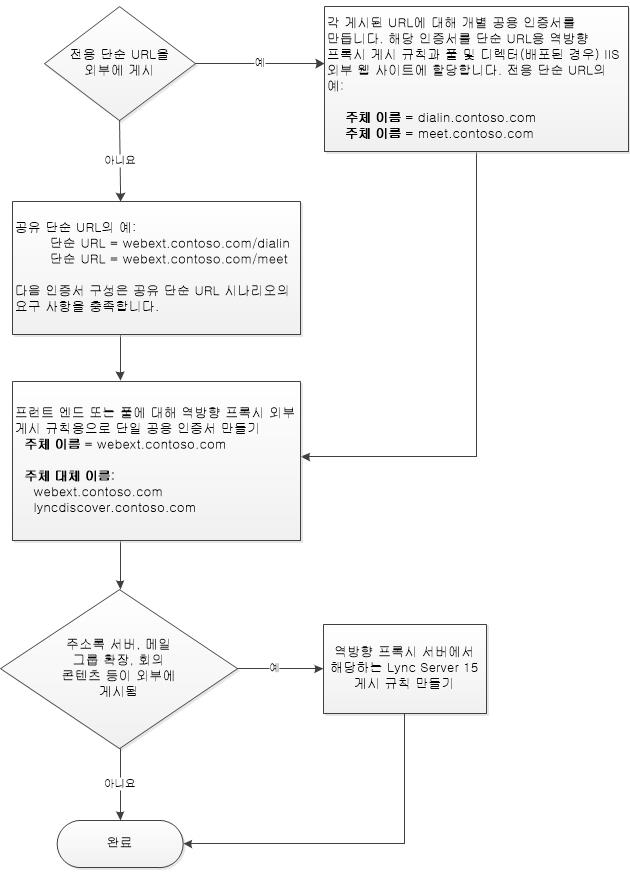 전용 단순 URL을
외부에 게시
예
각 게시된 URL에 대해 개별 공용 인증서를
만듭니다. 해당 인증서를 단순 URL용 역방향
프록시 게시 규칙과 풀 및 디렉터(배포된 경우) IIS
외부 웹 사이트에 할당합니다. 전용 단순 URL의
예:
주체 이름 = dialin.contoso.com
주체 이름 = meet.contoso.com
아니요
공유 단순 URL의 예:
단순 URL = webext.contoso.com/dialin
단순 URL = webext.contoso.com/meet
다음 인증서 구성은 공유 단순 URL 시나리오의
요구 사항을 충족합니다.
프런트 엔드 또는 풀에 대해 역방향 프록시 외부
게시 규칙용으로 단일 공용 인증서 만들기
주체 이름 = webext.contoso.com
주체 대체 이름:
webext.contoso.com
lyncdiscover.contoso.com
주소록 서버, 메일
그룹 확장, 회의
콘텐츠 등이 외부에
게시됨
예
역방향 프록시 서버에서
해당하는 Lync Server 15
게시 규칙 만들기
아니요
완료